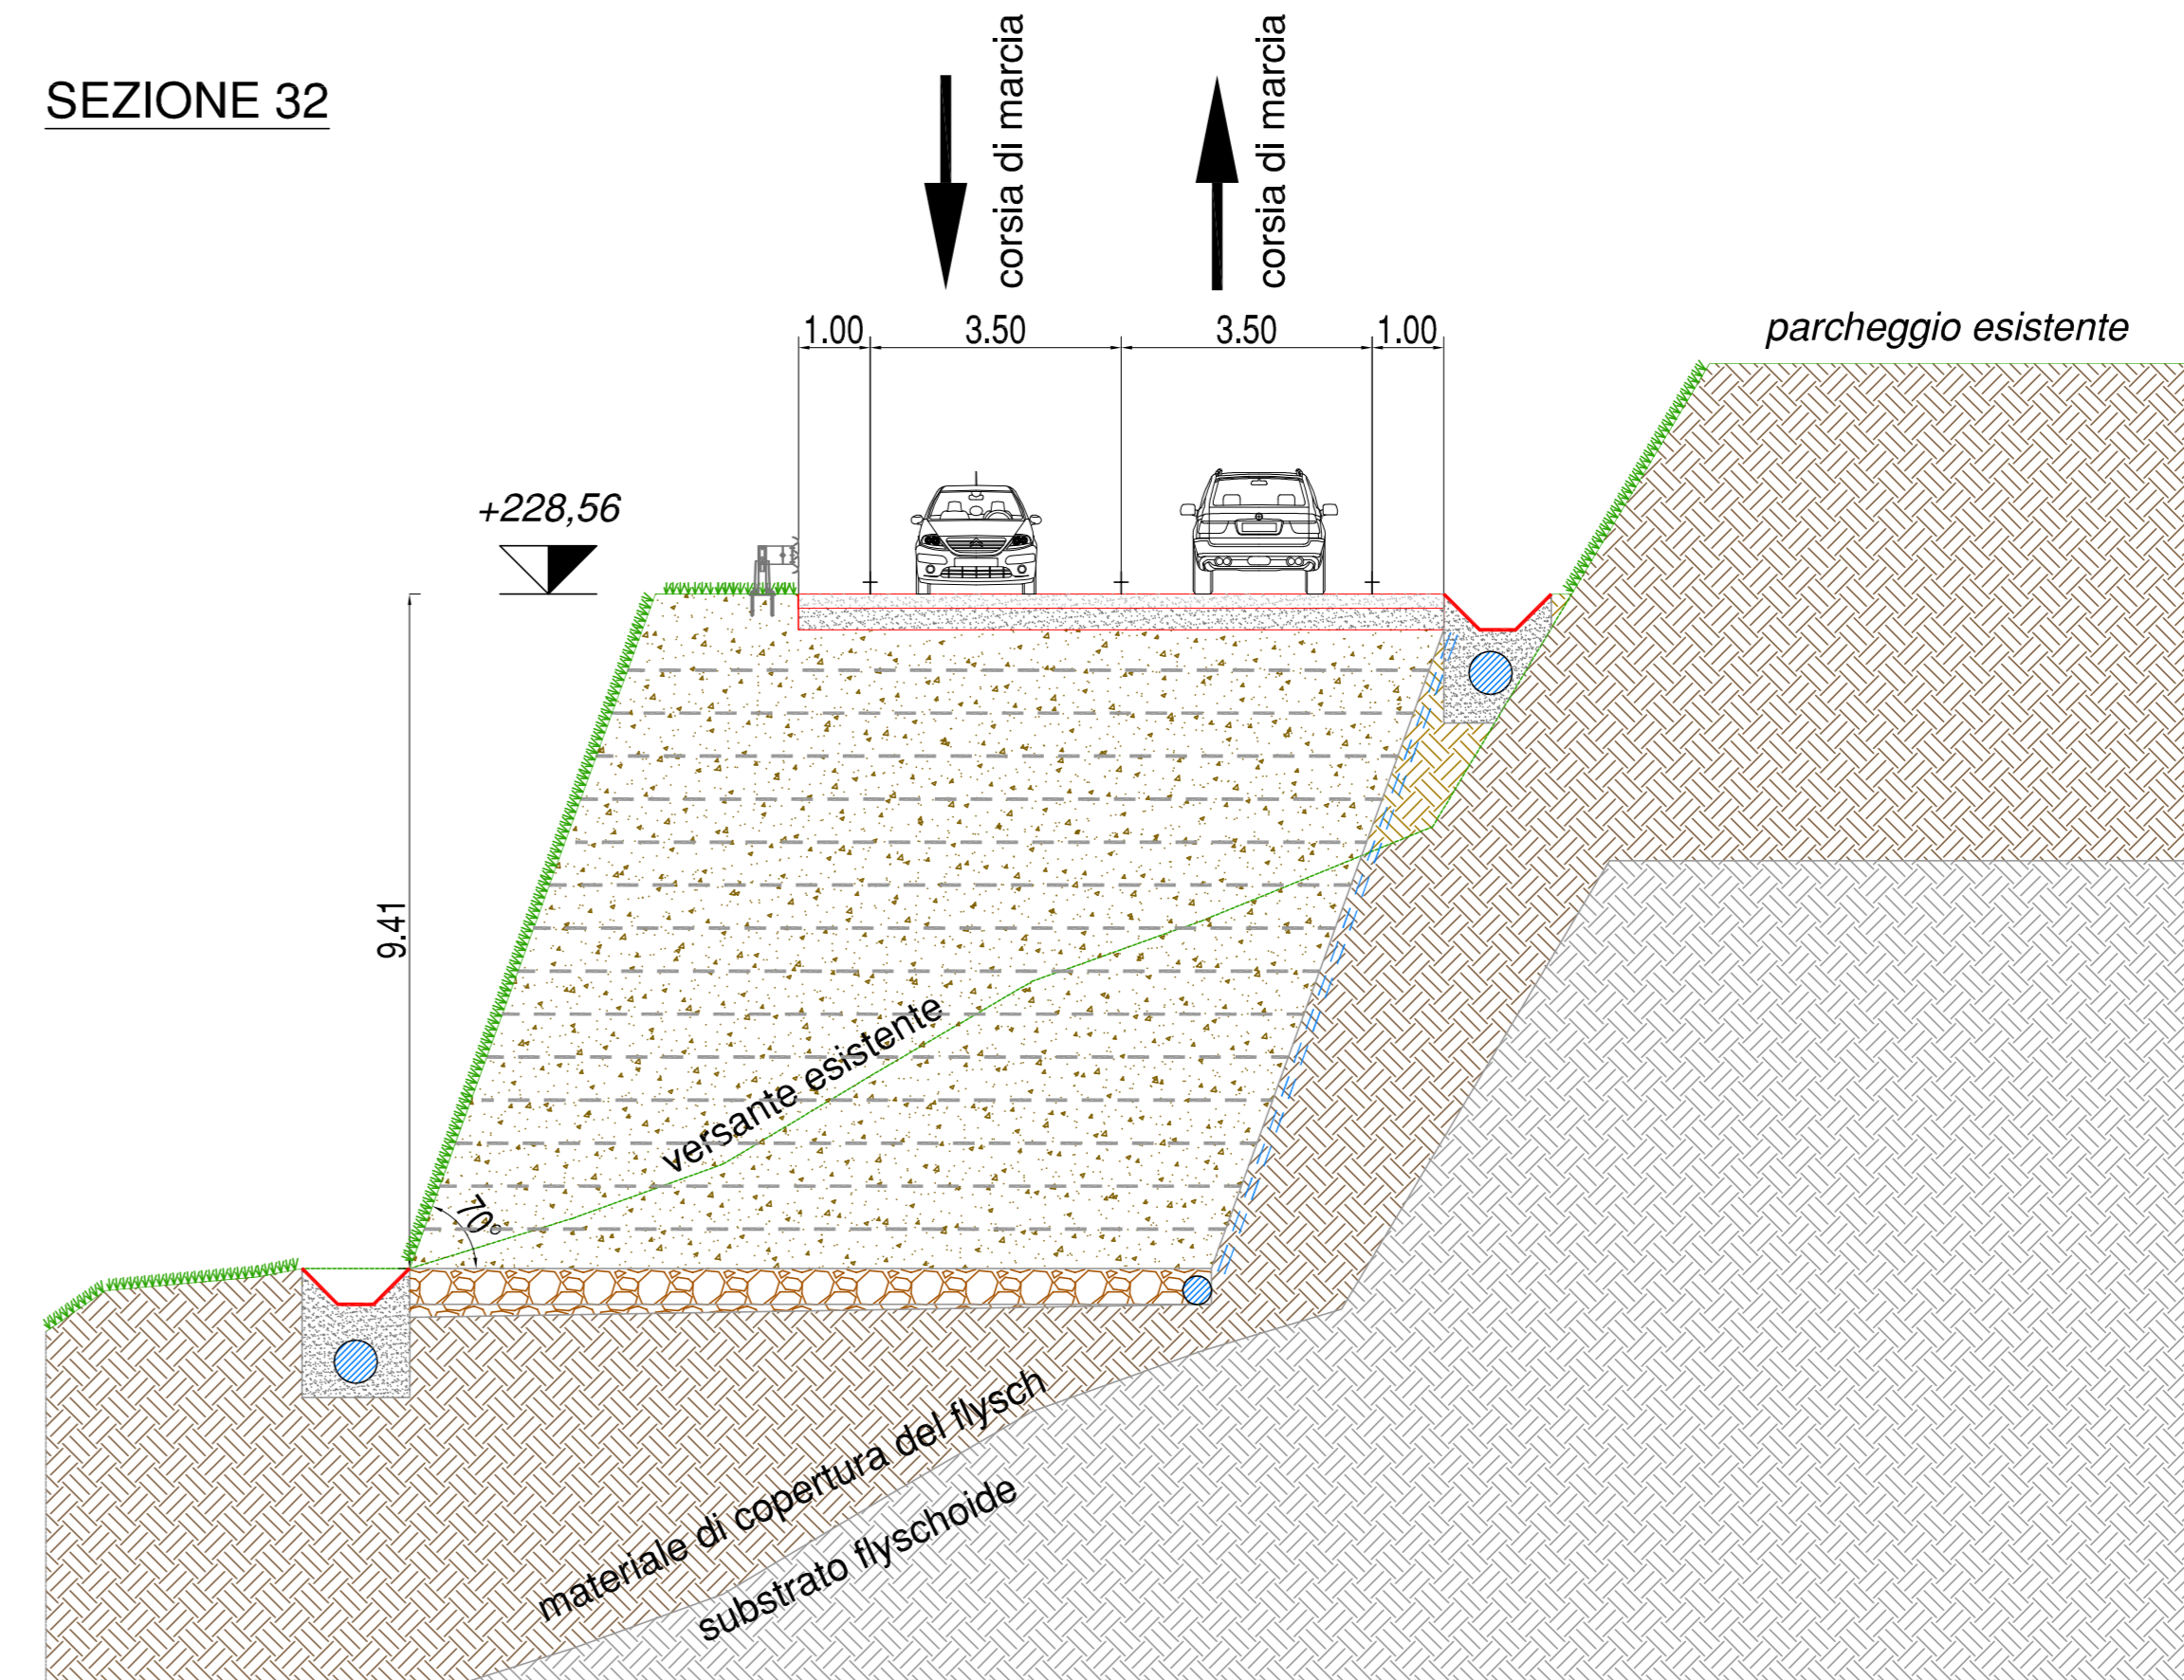 SEZIONE 32
corsia di marcia
corsia di marcia
1.00
3.50
3.50
1.00
parcheggio esistente
+228,56
9.41
versante esistente
70°
materiale di copertura del flysch
substrato flyschoide